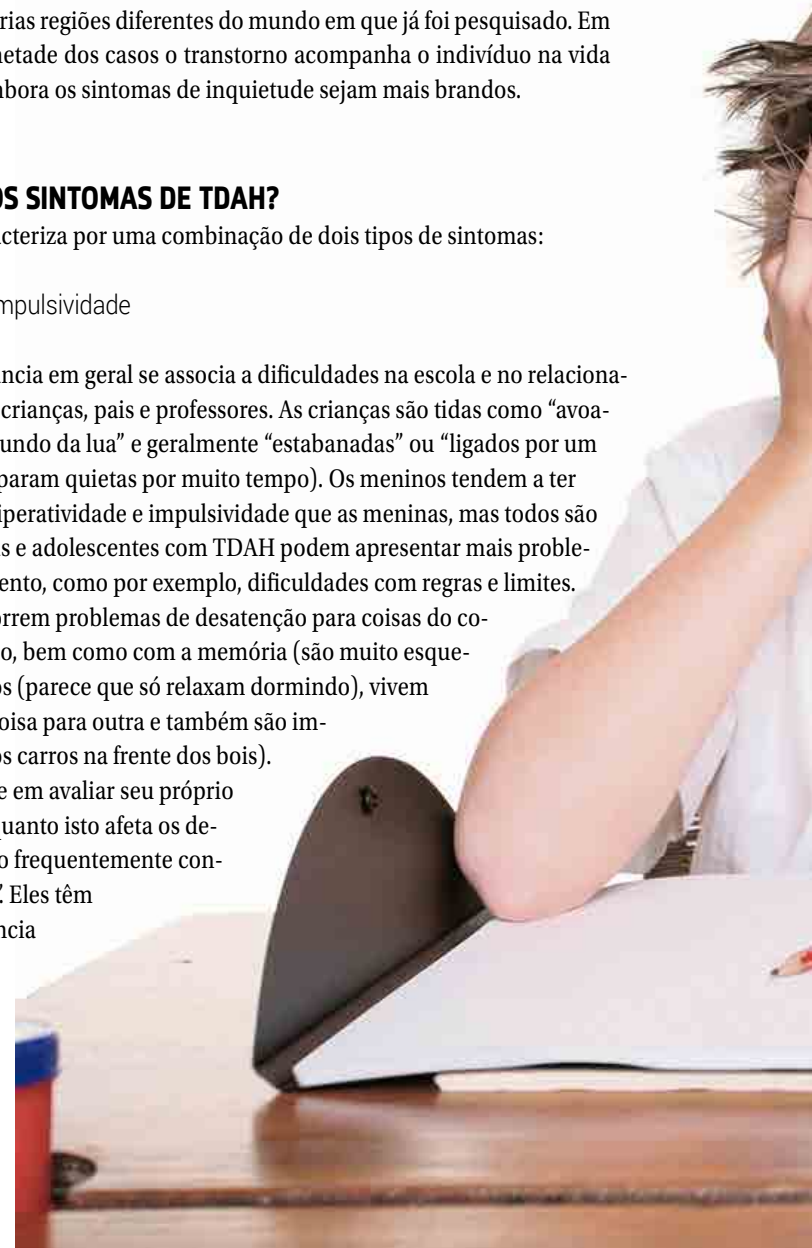 rias regiões diferentes do mundo em que já foi pesquisado. Em
netade dos casos o transtorno acompanha o indivíduo na vida
nbora os sintomas de inquietude sejam mais brandos.
OS SINTOMAS DE TDAH?
cteriza por uma combinação de dois tipos de sintomas:
mpulsividade
ncia em geral se associa a dificuldades na escola e no relaciona-
crianças, pais e professores. As crianças são tidas como “avoa-
undo da lua” e geralmente “estabanadas” ou “ligados por um
param quietas por muito tempo). Os meninos tendem a ter
iperatividade e impulsividade que as meninas, mas todos são
s e adolescentes com TDAH podem apresentar mais proble-
ento, como por exemplo, dificuldades com regras e limites.
orrem problemas de desatenção para coisas do co-
o, bem como com a memória (são muito esque-
os (parece que só relaxam dormindo), vivem
oisa para outra e também são im-
os carros na frente dos bois).
e em avaliar seu próprio
uanto isto afeta os de-
o frequentemente con-
”. Eles têm
ncia